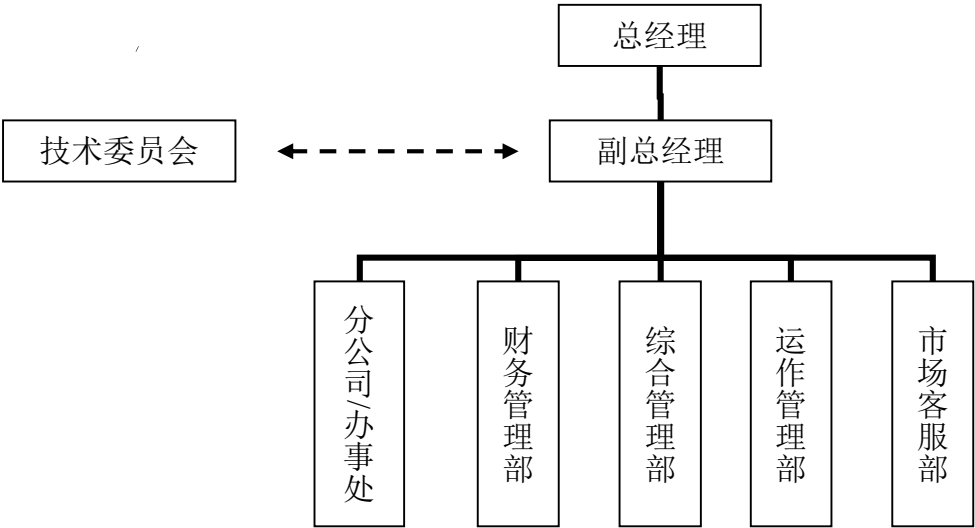 总经理
技术委员会
副总经理
分公司/办事处
财务管理部
综合管理部
运作管理部
市场客服部